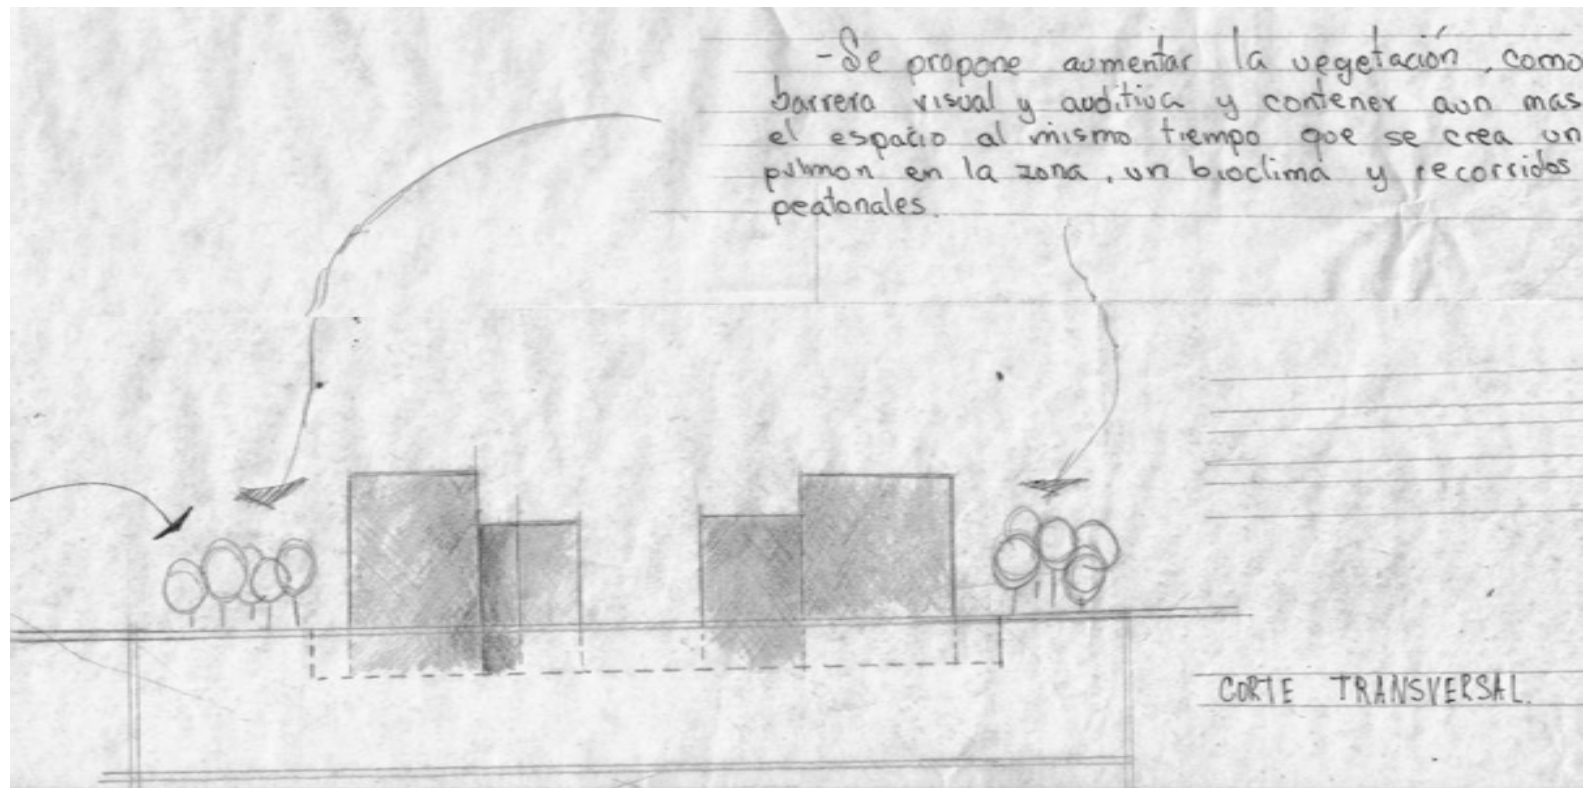 -Se propone aumentar la vegetación, como
barrera visual y auditiva y contener aun mas
el espacio al mismo tiempo que se crea un
pulmon en la zona, un bioclima y recorridos
peatonales.
CORTE TRANSVERSAL.